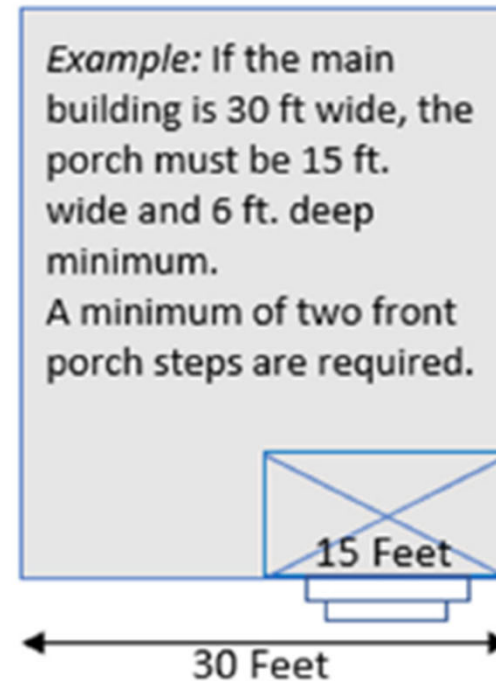 Example: If the main
building is 30 ft wide, the
porch must be 15 ft.
wide and 6 ft. deep
minimum.
A minimum of two front
porch steps are required.
15 Feet
30 Feet